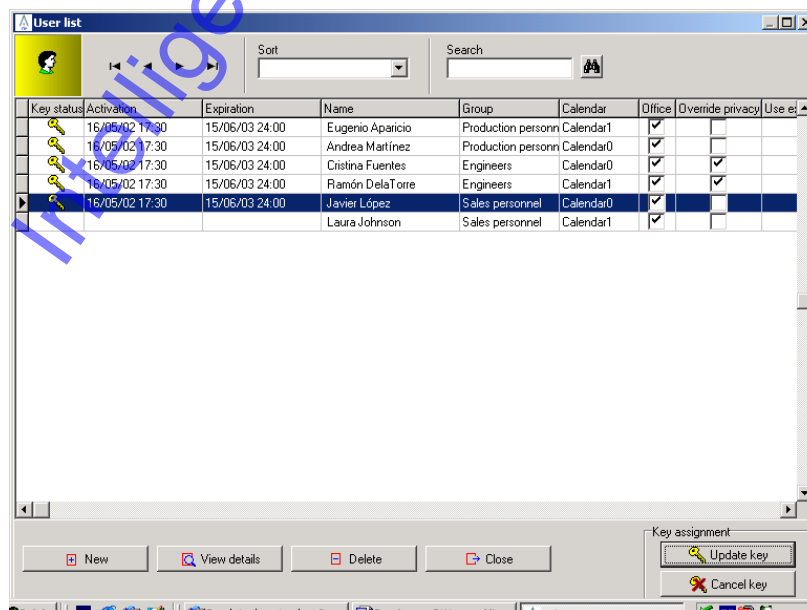 User list
Sort
Search
Key status Activation Expiration Name Group Calendar Office Override privacy Use
16/05/02 17:30 15/06/03 24:00 Eugenio Aparicio Production personn Calendar1
16/05/02 17:30 15/06/03 24:00 Andrea Martínez Production personn Calendar0
16/05/02 17:30 15/06/03 24:00 Cristina Fuentes Engineers Calendar0
16/05/02 17:30 15/06/03 24:00 Ramón DelaTorre Engineers Calendar1
16/05/02 17:30 15/06/03 24:00 Javier López Sales personnel Calendar0
Laura Johnson Sales personnel Calendar1
Intellige
Key assignment
New View details Delete Close Update key
Cancel key